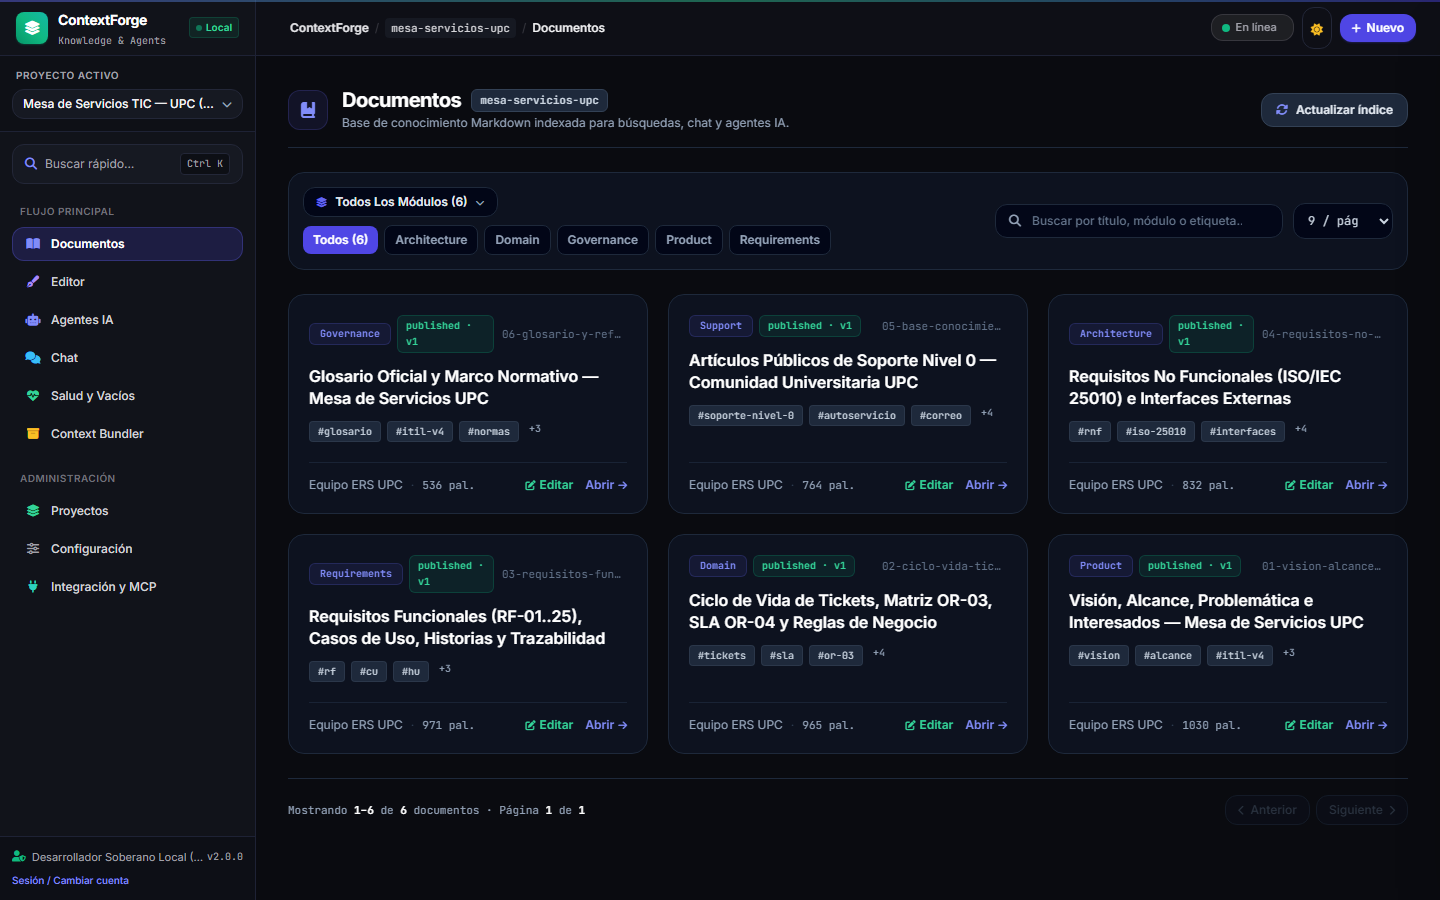 ContextForge
Knowledge & Agents
Local
PROYECTO ACTIVO
Mesa de Servicios TIC — UPC (...
Buscar rápido...
Ctrl K
FLUJO PRINCIPAL
Documentos
Editor
Agentes IA
Chat
Salud y Vacíos
Context Bundler
ADMINISTRACIÓN
Proyectos
Configuración
Integración y MCP
Desarrollador Soberano Local (... v2.0.0
Sesión / Cambiar cuenta
ContextForge / mesa-servicios-upc / Documentos
En línea
+ Nuevo
Documentos mesa-servicios-upc
Base de conocimiento Markdown indexada para búsquedas, chat y agentes IA.
Actualizar índice
Todos Los Módulos (6)
Todos (6) Architecture Domain Governance Product Requirements
Buscar por título, módulo o etiqueta..
9 / pág
Governance published · v1 06-glosario-y-ref…
Glosario Oficial y Marco Normativo —
Mesa de Servicios UPC
#glosario #itil-v4 #normas +3
Equipo ERS UPC · 536 pal. Editar Abrir →
Support published · v1 05-base-conocimie…
Artículos Públicos de Soporte Nivel 0 —
Comunidad Universitaria UPC
#soporte-nivel-0 #autoservicio #correo +4
Equipo ERS UPC · 764 pal. Editar Abrir →
Architecture published · v1 04-requisitos-no-…
Requisitos No Funcionales (ISO/IEC
25010) e Interfaces Externas
#rnf #iso-25010 #interfaces +4
Equipo ERS UPC · 832 pal. Editar Abrir →
Requirements published · v1 03-requisitos-fun…
Requisitos Funcionales (RF-01..25),
Casos de Uso, Historias y Trazabilidad
#rf #cu #hu +3
Equipo ERS UPC · 971 pal. Editar Abrir →
Domain published · v1 02-ciclo-vida-tic…
Ciclo de Vida de Tickets, Matriz OR-03,
SLA OR-04 y Reglas de Negocio
#tickets #sla #or-03 +4
Equipo ERS UPC · 965 pal. Editar Abrir →
Product published · v1 01-vision-alcance…
Visión, Alcance, Problemática e
Interesados — Mesa de Servicios UPC
#vision #alcance #itil-v4 +3
Equipo ERS UPC · 1030 pal. Editar Abrir →
Mostrando 1–6 de 6 documentos · Página 1 de 1
Anterior
Siguiente